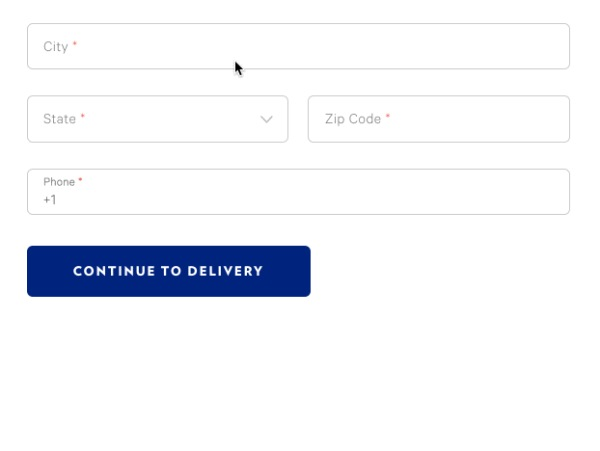 City *
State *
Zip Code *
Phone *
+1
CONTINUE TO DELIVERY